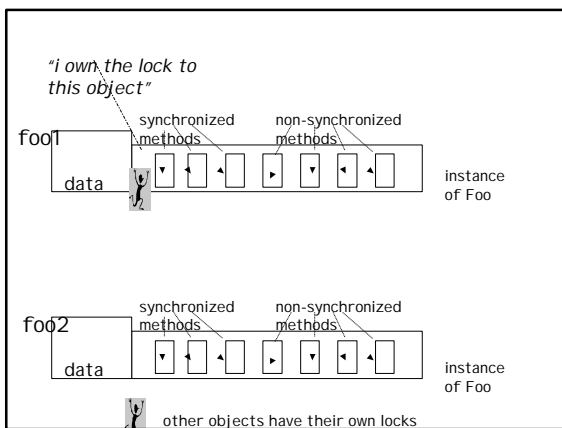 "i own the lock to
this object"
synchronized
methods
non-synchronized
methods
foo1
data
instance
of Foo
synchronized
methods
non-synchronized
methods
foo2
data
instance
of Foo
other objects have their own locks